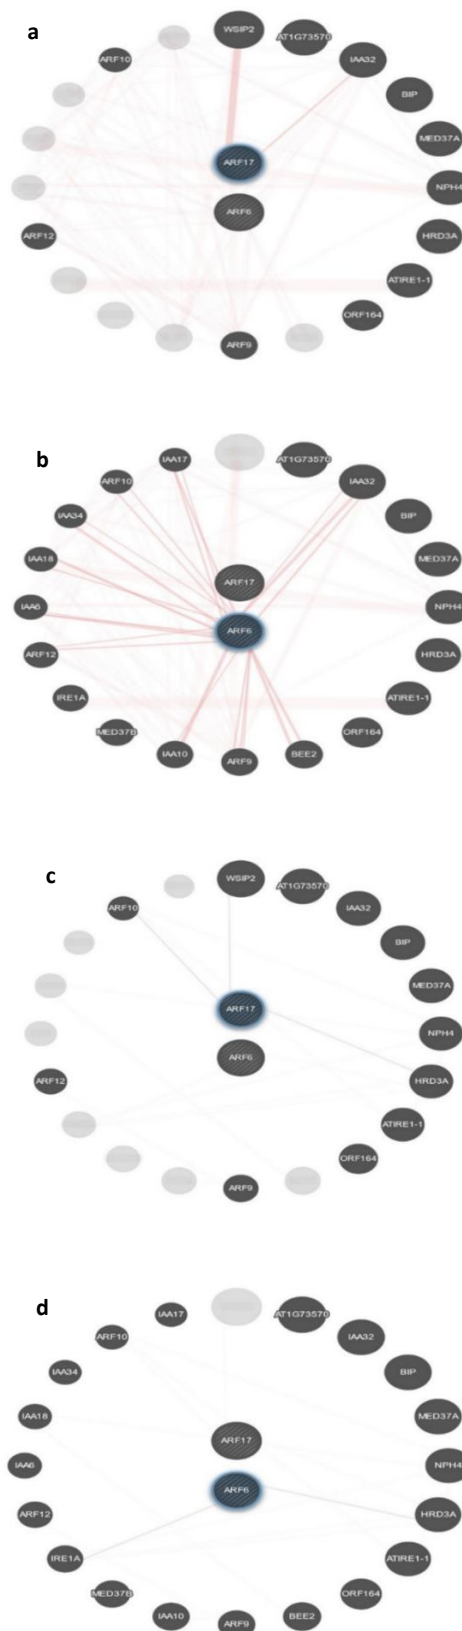 a
WSIP2
AT1G73570
IAA32
BIP
MED37A
NPH4
HRD3A
ATIRE1-1
ORF164
ARF9
ARF12
ARF10
ARF17
ARF6
b
AT1G73570
IAA32
BIP
MED37A
NPH4
HRD3A
ATIRE1-1
ORF164
BEE2
ARF9
IAA10
MED37B
IRE1A
ARF12
IAA6
IAA18
IAA34
ARF10
IAA17
ARF17
ARF6
c
WSIP2
AT1G73570
IAA32
BIP
MED37A
NPH4
HRD3A
ATIRE1-1
ORF164
ARF9
ARF12
ARF10
ARF17
ARF6
d
AT1G73570
IAA32
BIP
MED37A
NPH4
HRD3A
ATIRE1-1
ORF164
BEE2
ARF9
IAA10
MED37B
IRE1A
ARF12
IAA6
IAA18
IAA34
ARF10
IAA17
ARF17
ARF6